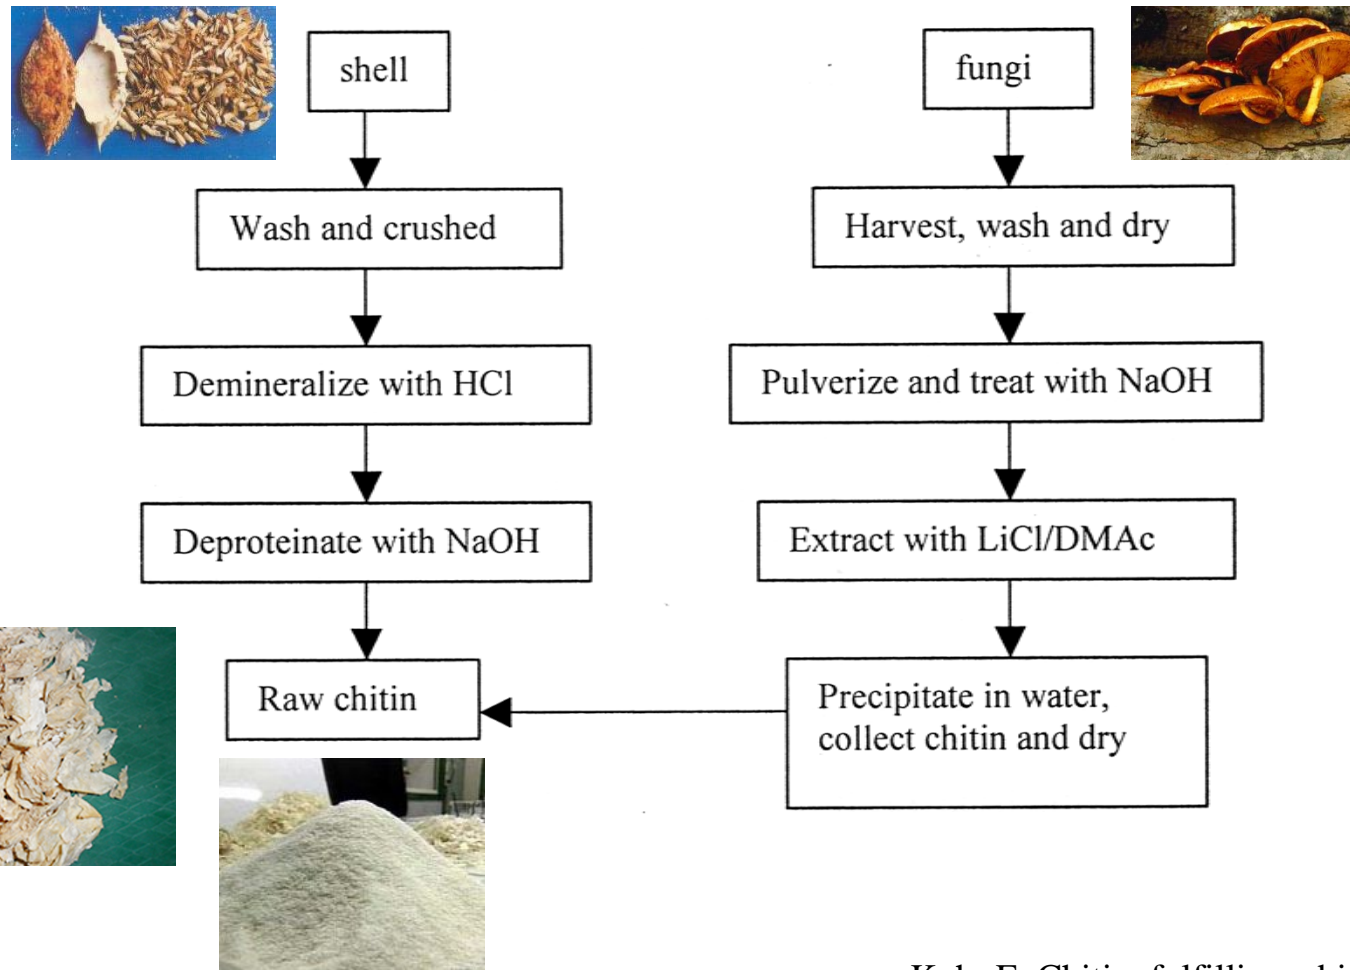 shell
Wash and crushed
Demineralize with HCl
Deproteinate with NaOH
Raw chitin
fungi
Harvest, wash and dry
Pulverize and treat with NaOH
Extract with LiCl/DMAc
Precipitate in water,
collect chitin and dry